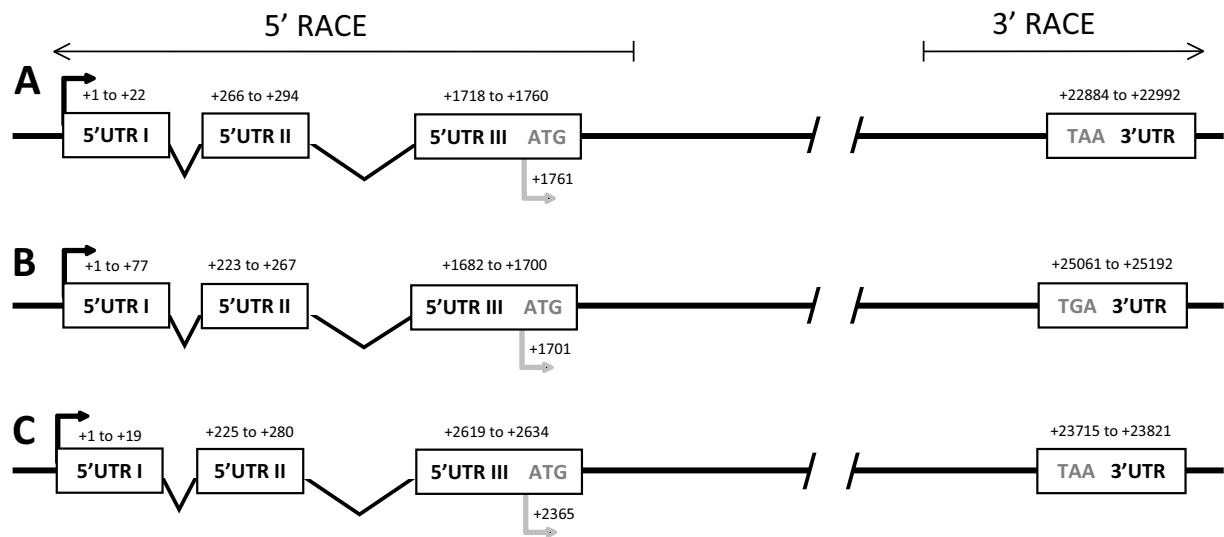 5' RACE 3' RACE
A
+1 to +22 +266 to +294 +1718 to +1760 +22884 to +22992
5'UTR I 5'UTR II 5'UTR III ATG TAA 3'UTR
+1761
B
+1 to +77 +223 to +267 +1682 to +1700 +25061 to +25192
5'UTR I 5'UTR II 5'UTR III ATG TGA 3'UTR
+1701
C
+1 to +19 +225 to +280 +2619 to +2634 +23715 to +23821
5'UTR I 5'UTR II 5'UTR III ATG TAA 3'UTR
+2365